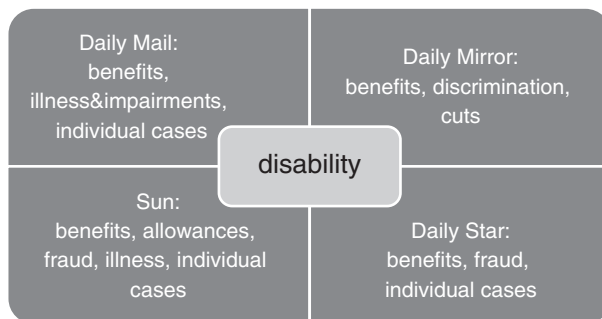 Daily Mail:
benefits,
illness&impairments,
individual cases
Daily Mirror:
benefits, discrimination,
cuts
disability
Sun:
benefits, allowances,
fraud, illness, individual
cases
Daily Star:
benefits, fraud,
individual cases